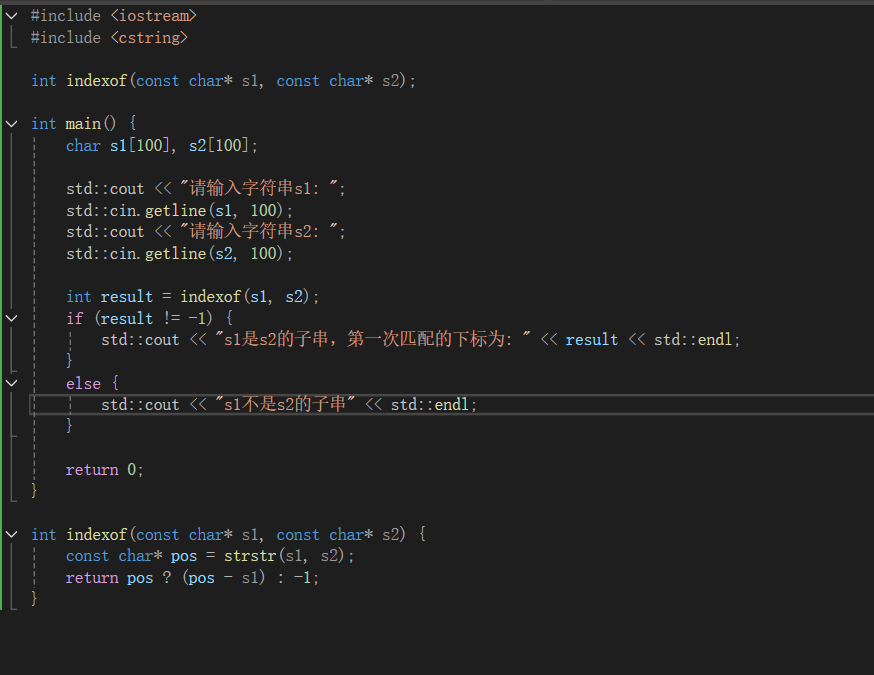 #include <iostream>
#include <cstring>
int indexof(const char* s1, const char* s2);
int main() {
char s1[100], s2[100];
std::cout << "请输入字符串s1: ";
std::cin.getline(s1, 100);
std::cout << "请输入字符串s2: ";
std::cin.getline(s2, 100);
int result = indexof(s1, s2);
if (result != -1) {
std::cout << "s1是s2的子串，第一次匹配的下标为: " << result << std::endl;
}
else {
std::cout << "s1不是s2的子串" << std::endl;
}
return 0;
}
int indexof(const char* s1, const char* s2) {
const char* pos = strstr(s1, s2);
return pos ? (pos - s1) : -1;
}